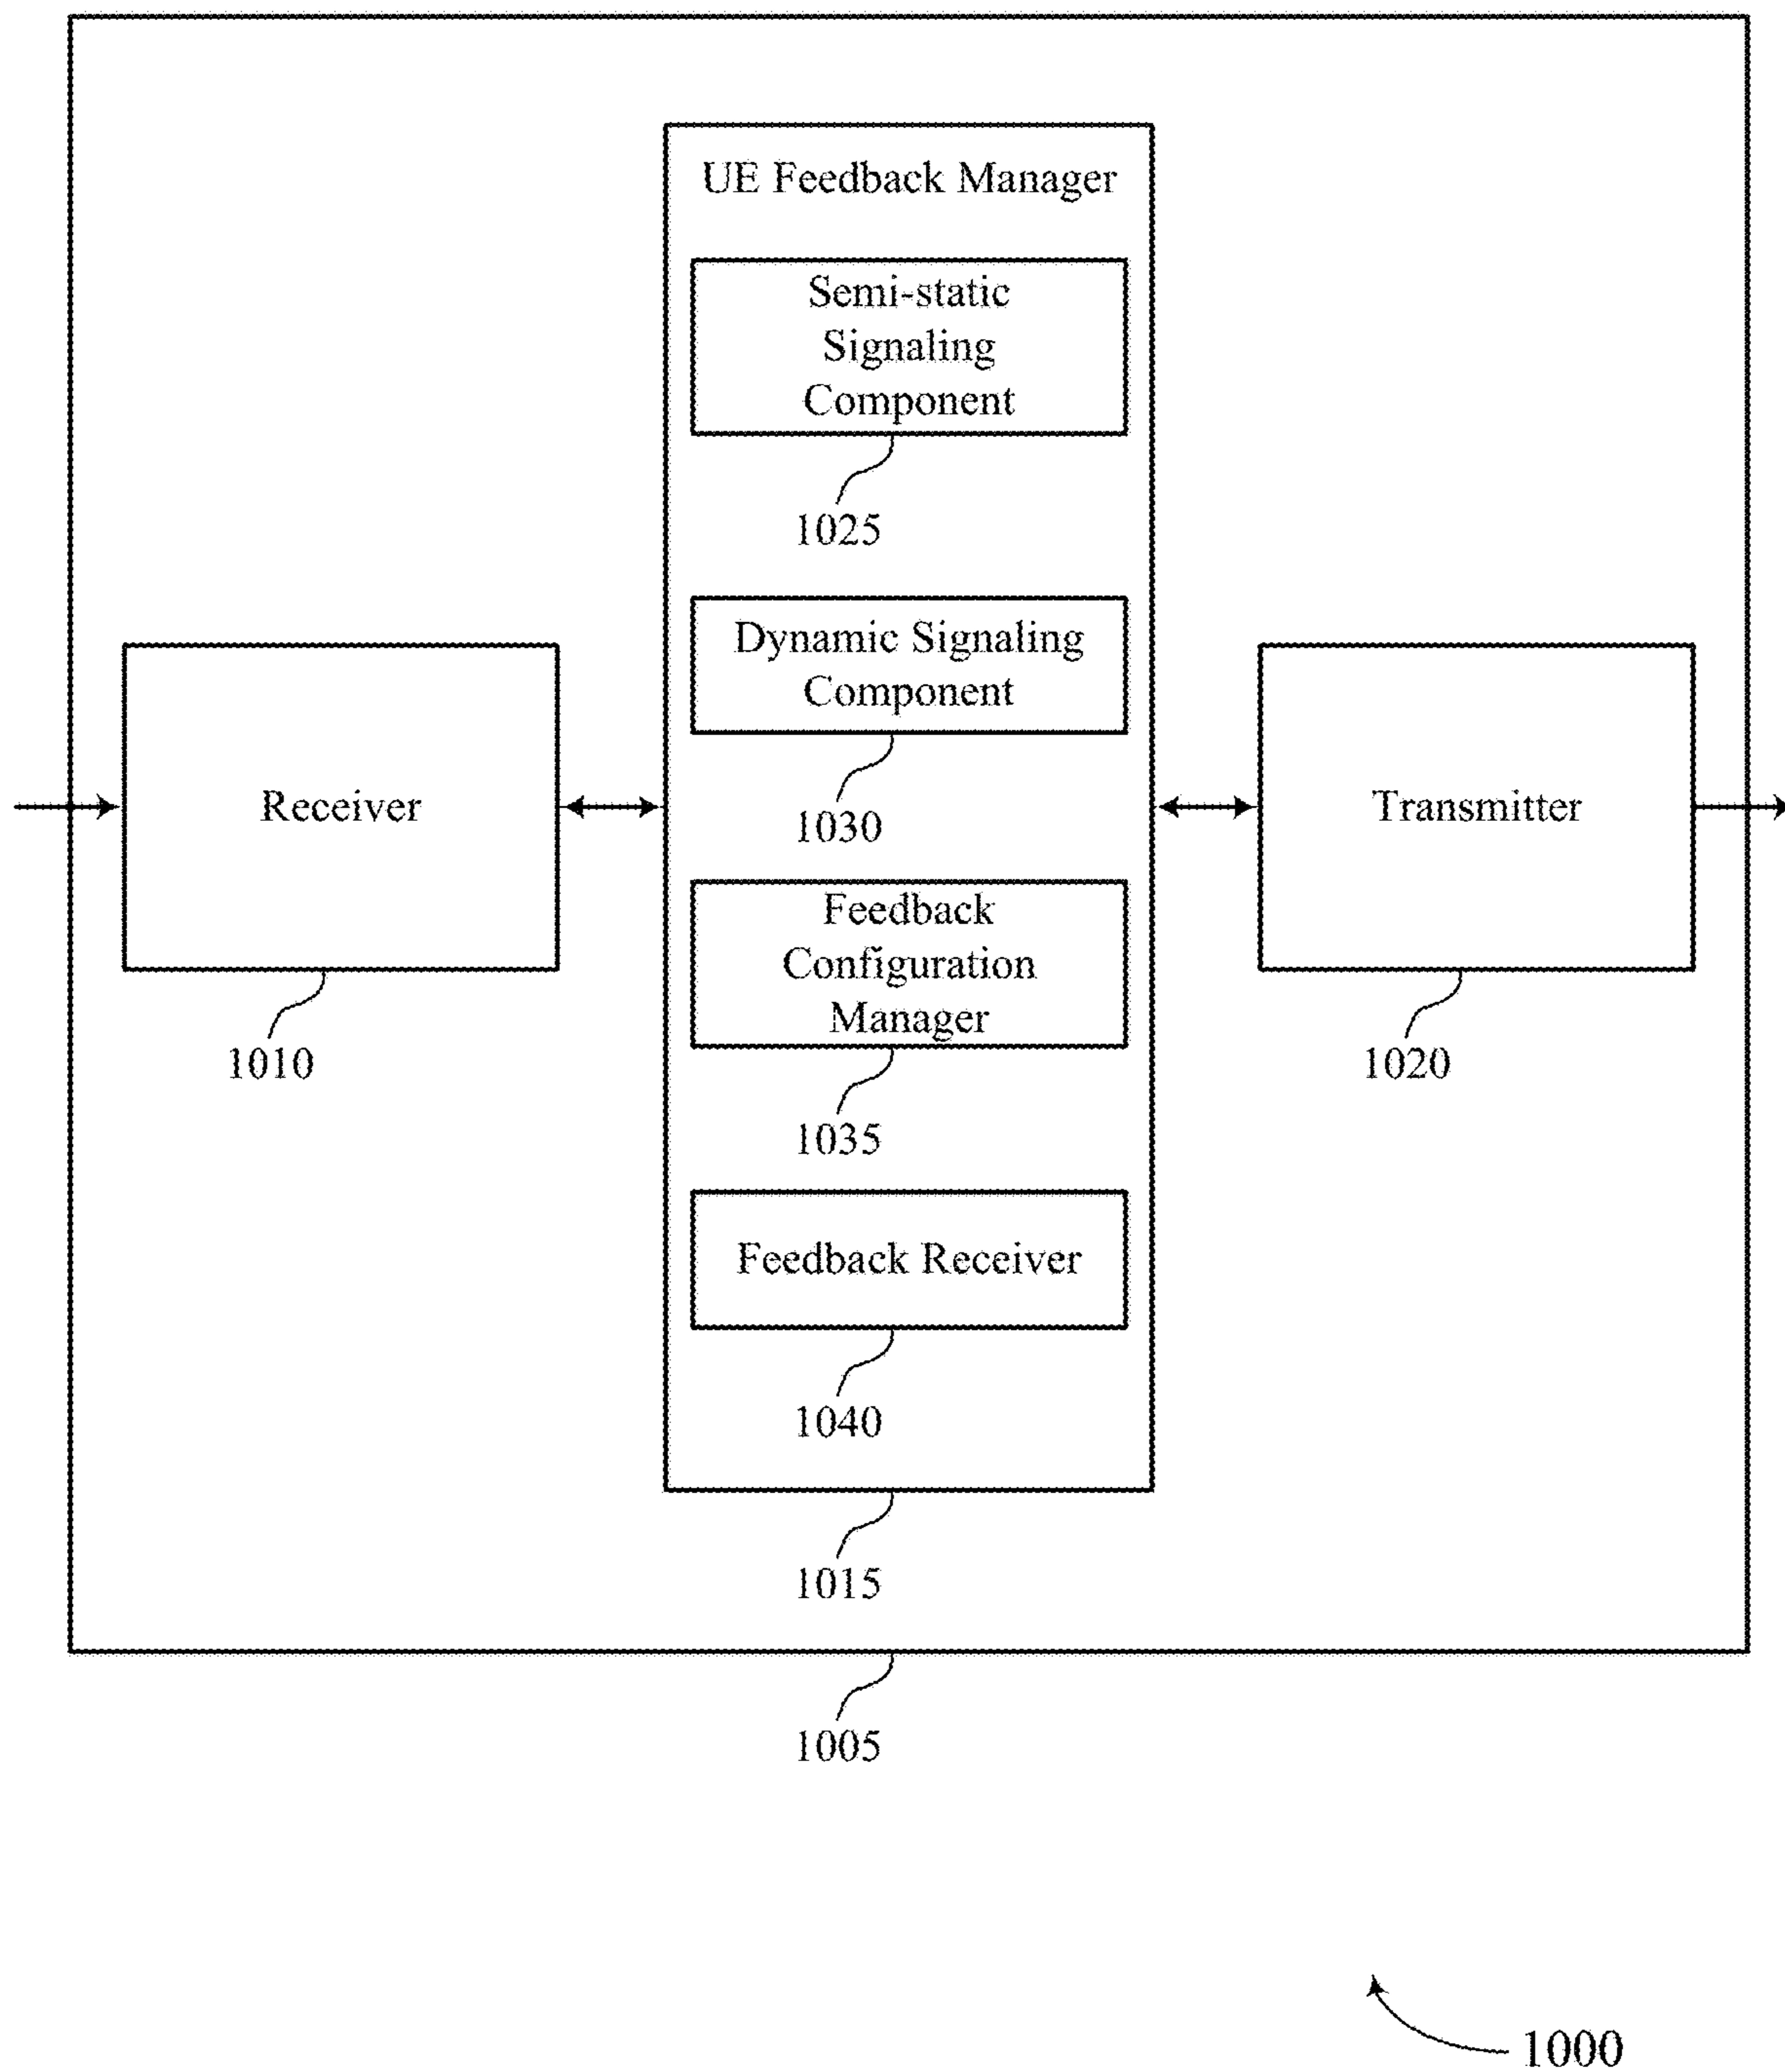 UE Feedback Manager
Semi-static
Signaling
Component
1025
Dynamic Signaling
Component
1030
Receiver
1010
Transmitter
1020
Feedback
Configuration
Manager
1035
Feedback Receiver
1040
1015
1005
1000